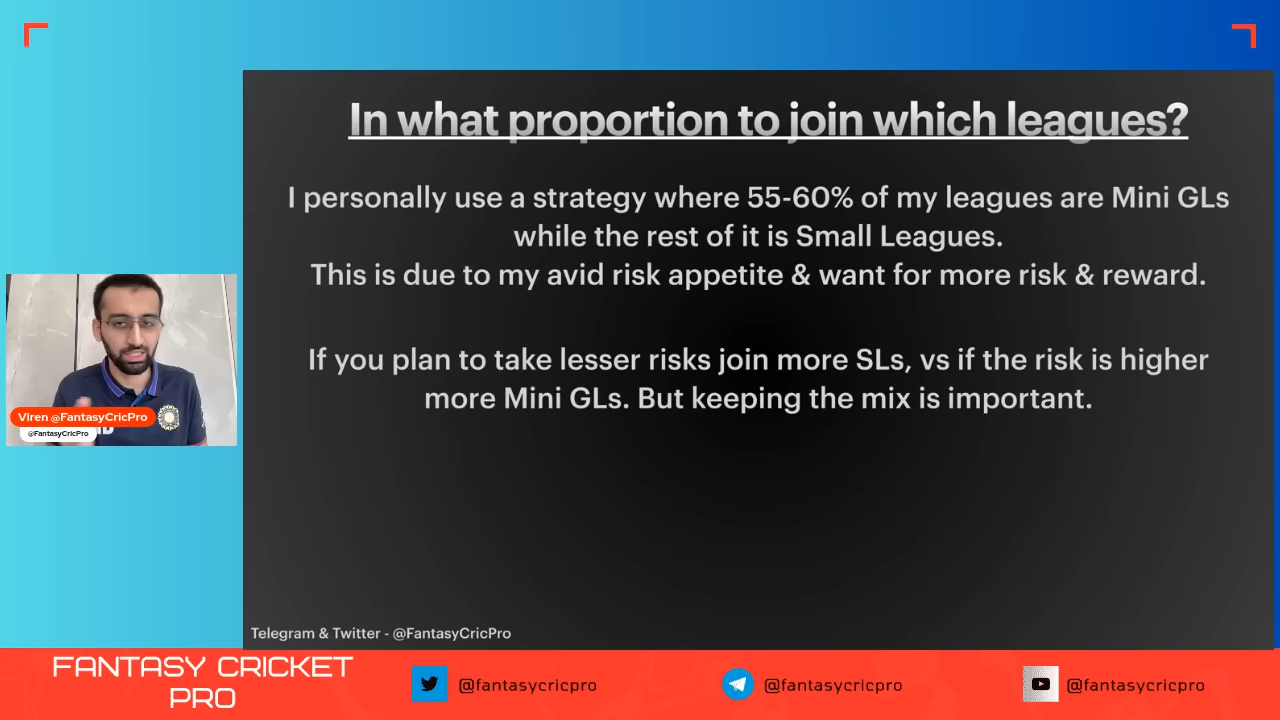 In what proportion to join which leagues?
I personally use a strategy where 55-60% of my leagues are Mini GLs
while the rest of it is Small Leagues.
This is due to my avid risk appetite & want for more risk & reward.
If you plan to take lesser risks join more SLs, vs if the risk is higher
more Mini GLs. But keeping the mix is important.
Viren @FantasyCricPro
@FantasyCricPro
Telegram & Twitter - @FantasyCricPro
FANTASY CRICKET
PRO
@fantasycricpro
@fantasycricpro
@fantasycricpro